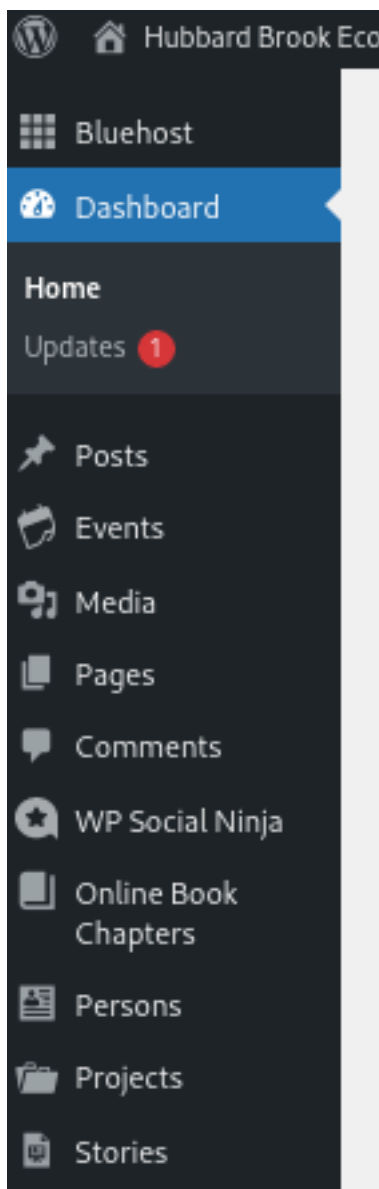 Hubbard Brook Eco
Bluehost
Dashboard
Home
Updates 1
Posts
Events
Media
Pages
Comments
WP Social Ninja
Online Book
Chapters
Persons
Projects
Stories